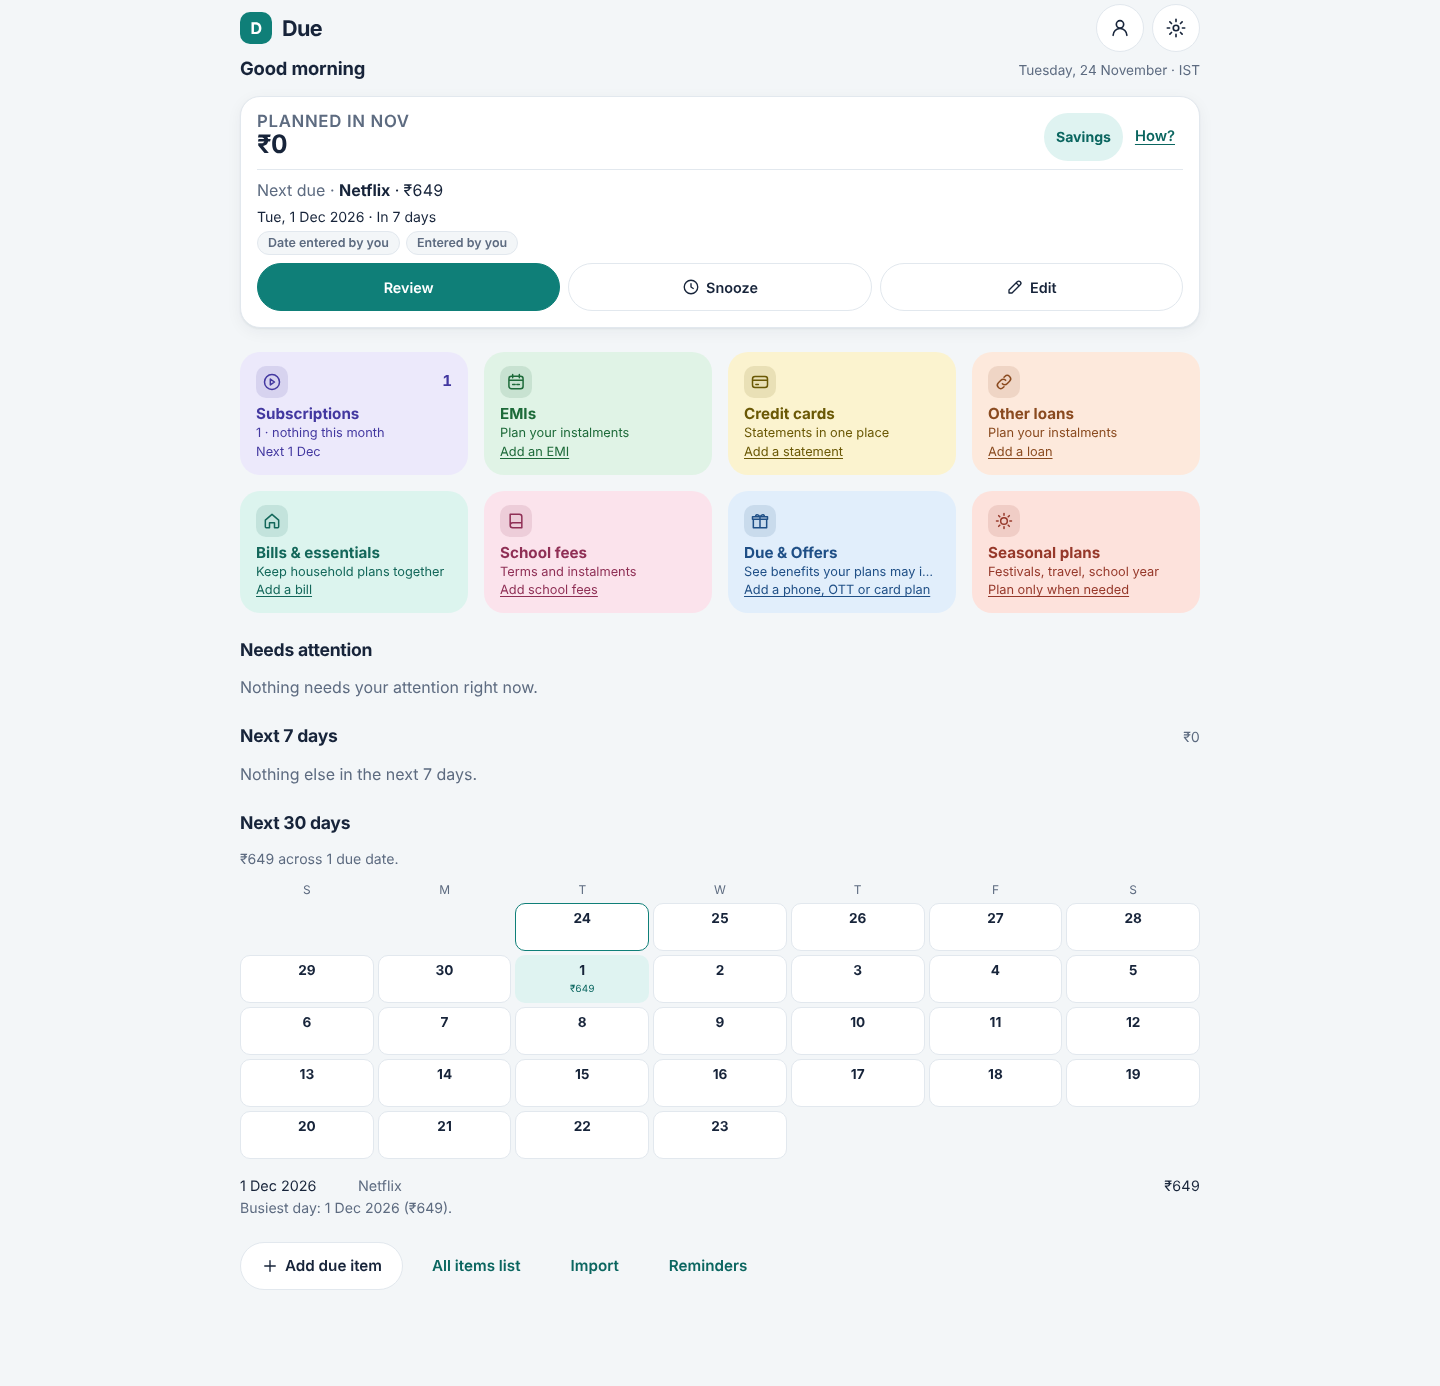 D Due
Good morning
Tuesday, 24 November · IST
PLANNED IN NOV
₹0
Savings
How?
Next due · Netflix · ₹649
Tue, 1 Dec 2026 · In 7 days
Date entered by you
Entered by you
Review
Snooze
Edit
1
Subscriptions
1 · nothing this month
Next 1 Dec
EMIs
Plan your instalments
Add an EMI
Credit cards
Statements in one place
Add a statement
Other loans
Plan your instalments
Add a loan
Bills & essentials
Keep household plans together
Add a bill
School fees
Terms and instalments
Add school fees
Due & Offers
See benefits your plans may i...
Add a phone, OTT or card plan
Seasonal plans
Festivals, travel, school year
Plan only when needed
Needs attention
Nothing needs your attention right now.
Next 7 days
₹0
Nothing else in the next 7 days.
Next 30 days
₹649 across 1 due date.
S M T W T F S
24 25 26 27 28
29 30 1 2 3 4 5
₹649
6 7 8 9 10 11 12
13 14 15 16 17 18 19
20 21 22 23
1 Dec 2026 Netflix ₹649
Busiest day: 1 Dec 2026 (₹649).
+ Add due item
All items list
Import
Reminders